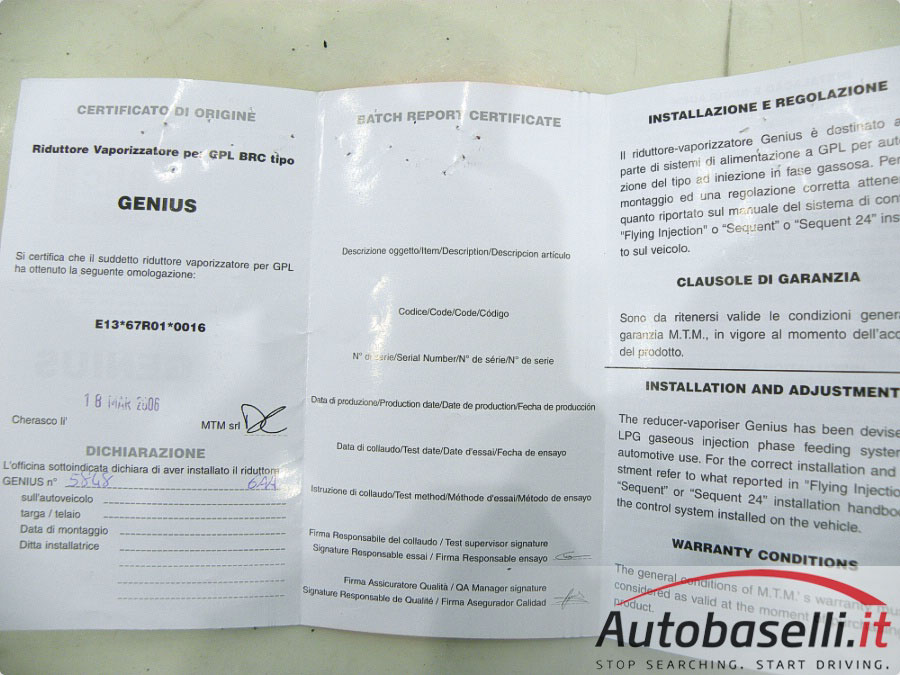 CERTIFICATO DI ORIGINE
Riduttore Vaporizzatore per GPL BRC tipo
GENIUS
Si certifica che il suddetto riduttore vaporizzatore per GPL
ha ottenuto la seguente omologazione:
E13*67R01*0016
18 MAR 2006
Cherasco li'
MTM srl
DICHIARAZIONE
L'officina sottoindicata dichiara di aver installato il riduttore
GENIUS n° 5848
sull'autoveicolo
targa / telaio
Data di montaggio
Ditta installatrice
BATCH REPORT CERTIFICATE
Descrizione oggetto/Item/Description/Descripcion articulo
Codice/Code/Code/Código
N° di serie/Serial Number/N° de série/N° de serie
Data di produzione/Production date/Date de production/Fecha de producción
Data di collaudo/Test date/Date d'essai/Fecha de ensayo
Istruzione di collaudo/Test method/Méthode d'essai/Método de ensayo
Firma Responsabile del collaudo / Test supervisor signature
Signature Responsable essai / Firma Responsable ensayo
Firma Assicuratore Qualità / QA Manager signature
Signature Responsable de Qualité / Firma Asegurador Calidad
INSTALLAZIONE E REGOLAZIONE
Il riduttore-vaporizzatore Genius è destinato a
parte di sistemi di alimentazione a GPL per auto
zione del tipo ad iniezione in fase gassosa. Per
montaggio ed una regolazione corretta attener
quanto riportato sul manuale del sistema di con
"Flying Injection" o "Sequent" o "Sequent 24" ins
to sul veicolo.
CLAUSOLE DI GARANZIA
Sono da ritenersi valide le condizioni genera
garanzia M.T.M., in vigore al momento dell'acq
del prodotto.
INSTALLATION AND ADJUSTMENT
The reducer-vaporiser Genius has been devise
LPG gaseous injection phase feeding system
automotive use. For the correct installation and
stment refer to what reported in "Flying Injection
"Sequent" or "Sequent 24" installation handboo
the control system installed on the vehicle.
WARRANTY CONDITIONS
The general conditions of M.T.M.'s warranty must
considered as valid at the moment of purchasing
product.
Autobaselli.it
STOP SEARCHING. START DRIVING.